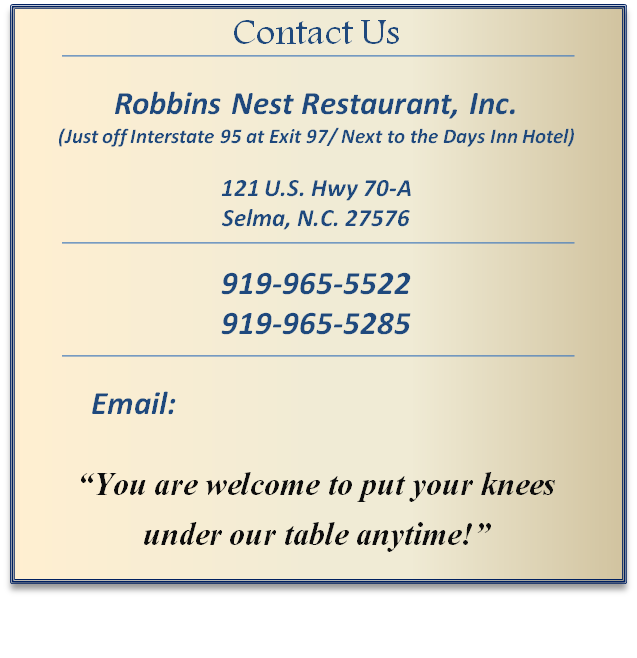 Contact Us
Robbins Nest Restaurant, Inc.
(Just off Interstate 95 at Exit 97/ Next to the Days Inn Hotel)
121 U.S. Hwy 70-A
Selma, N.C. 27576
919-965-5522
919-965-5285
Email:
“You are welcome to put your knees
under our table anytime!”